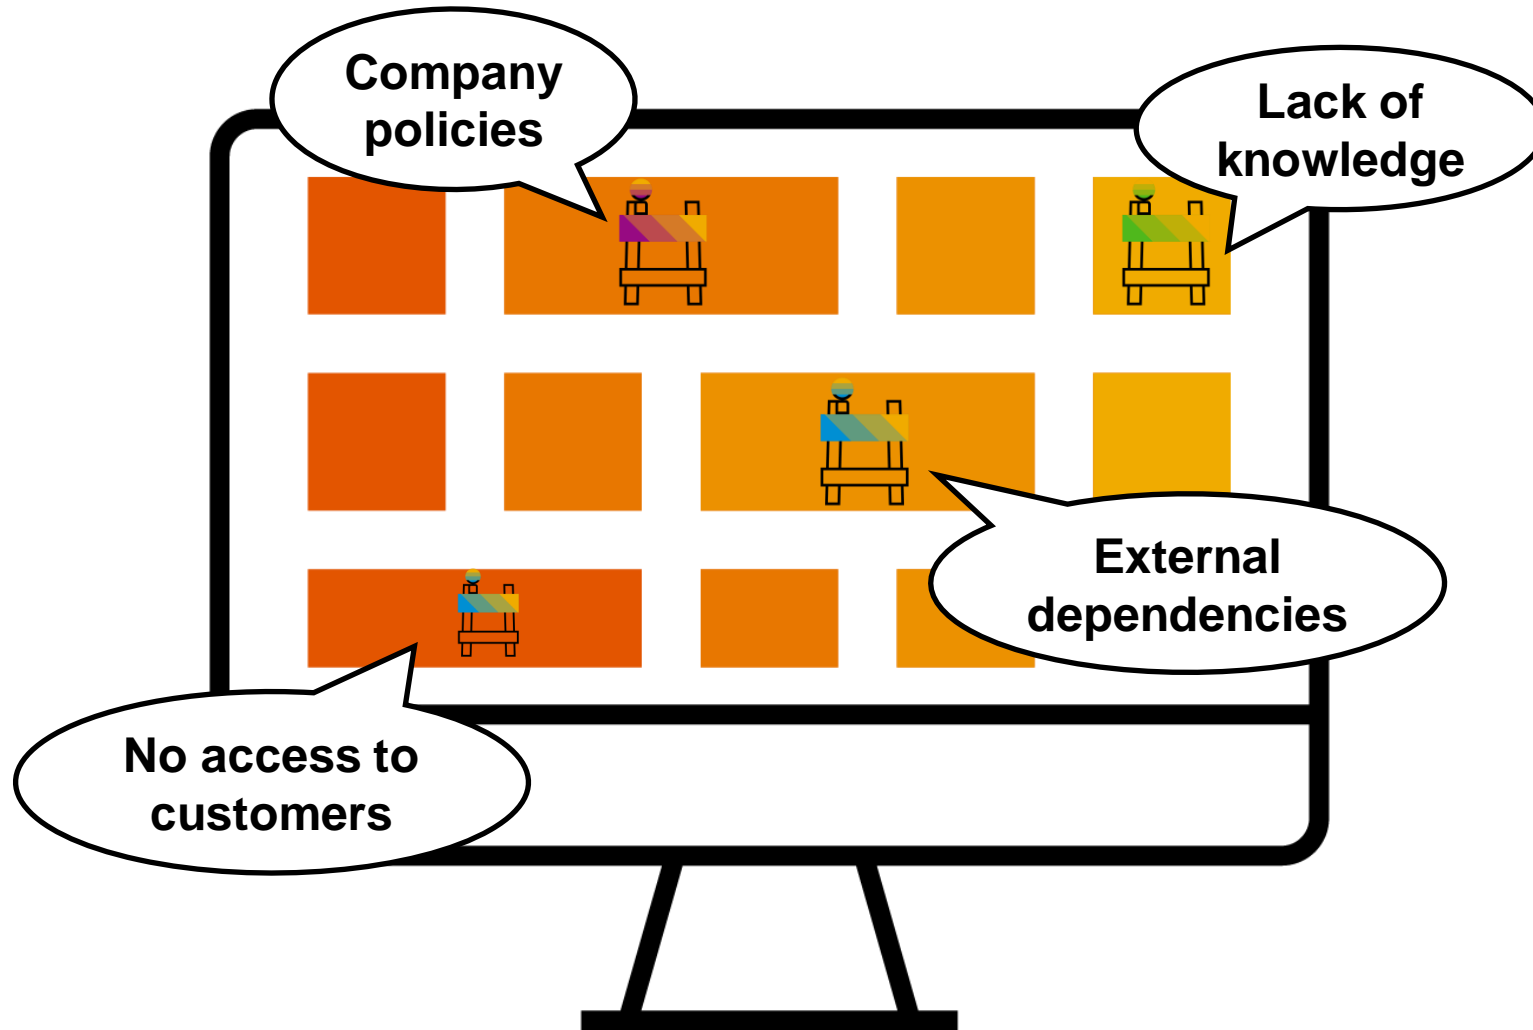 Company
policies
Lack of
knowledge
External
dependencies
No access to
customers